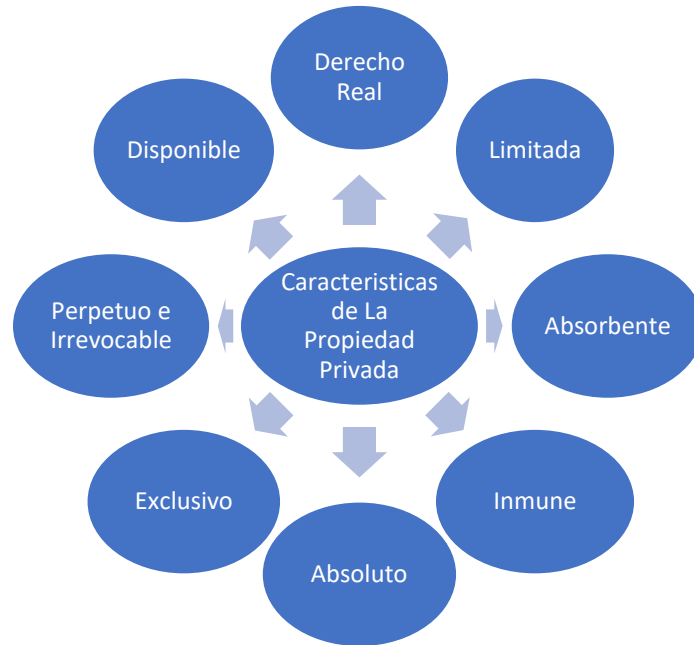 Derecho
Real
Disponible
Limitada
Caracteristicas
de La
Propiedad
Privada
Perpetuo e
Irrevocable
Absorbente
Exclusivo
Inmune
Absoluto